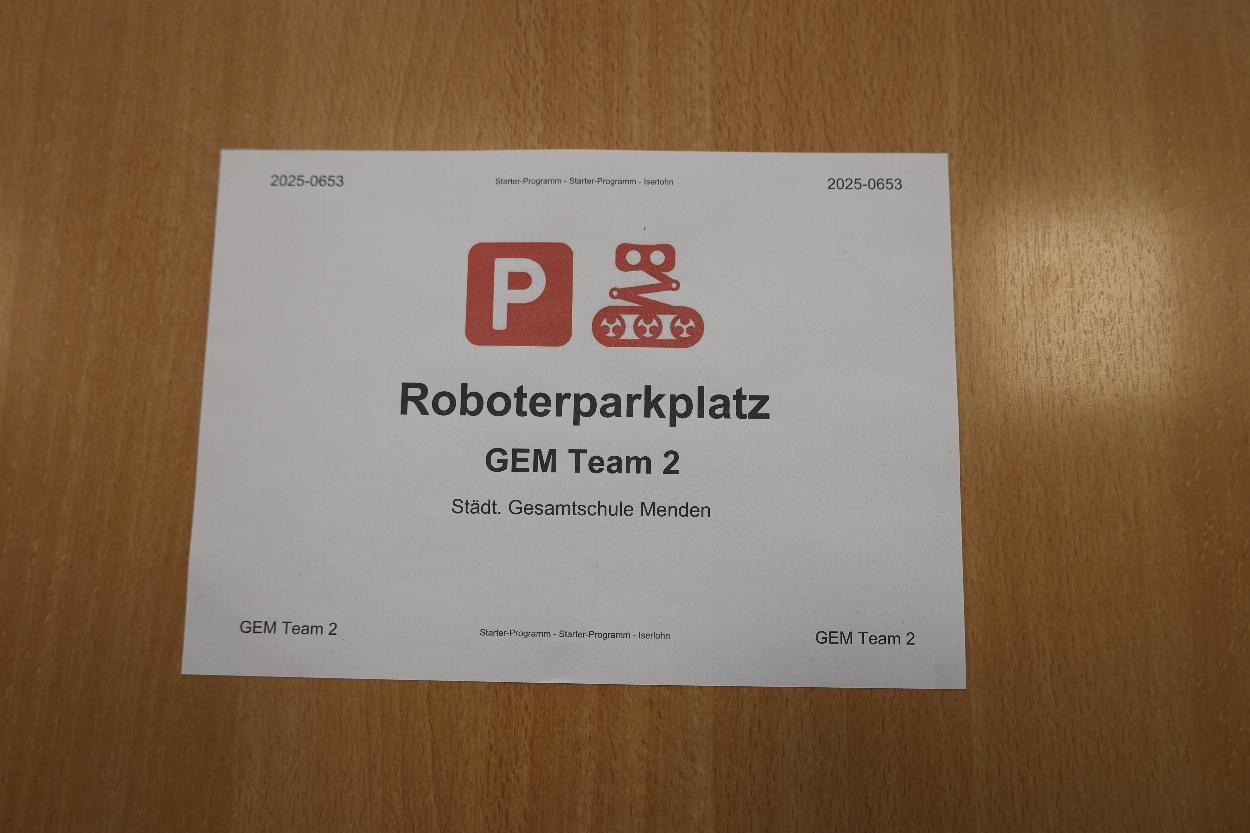 2025-0653 Starter-Programm - Starter-Programm - Iserlohn 2025-0653
P
Roboterparkplatz
GEM Team 2
Städt. Gesamtschule Menden
GEM Team 2 Starter-Programm - Starter-Programm - Iserlohn GEM Team 2